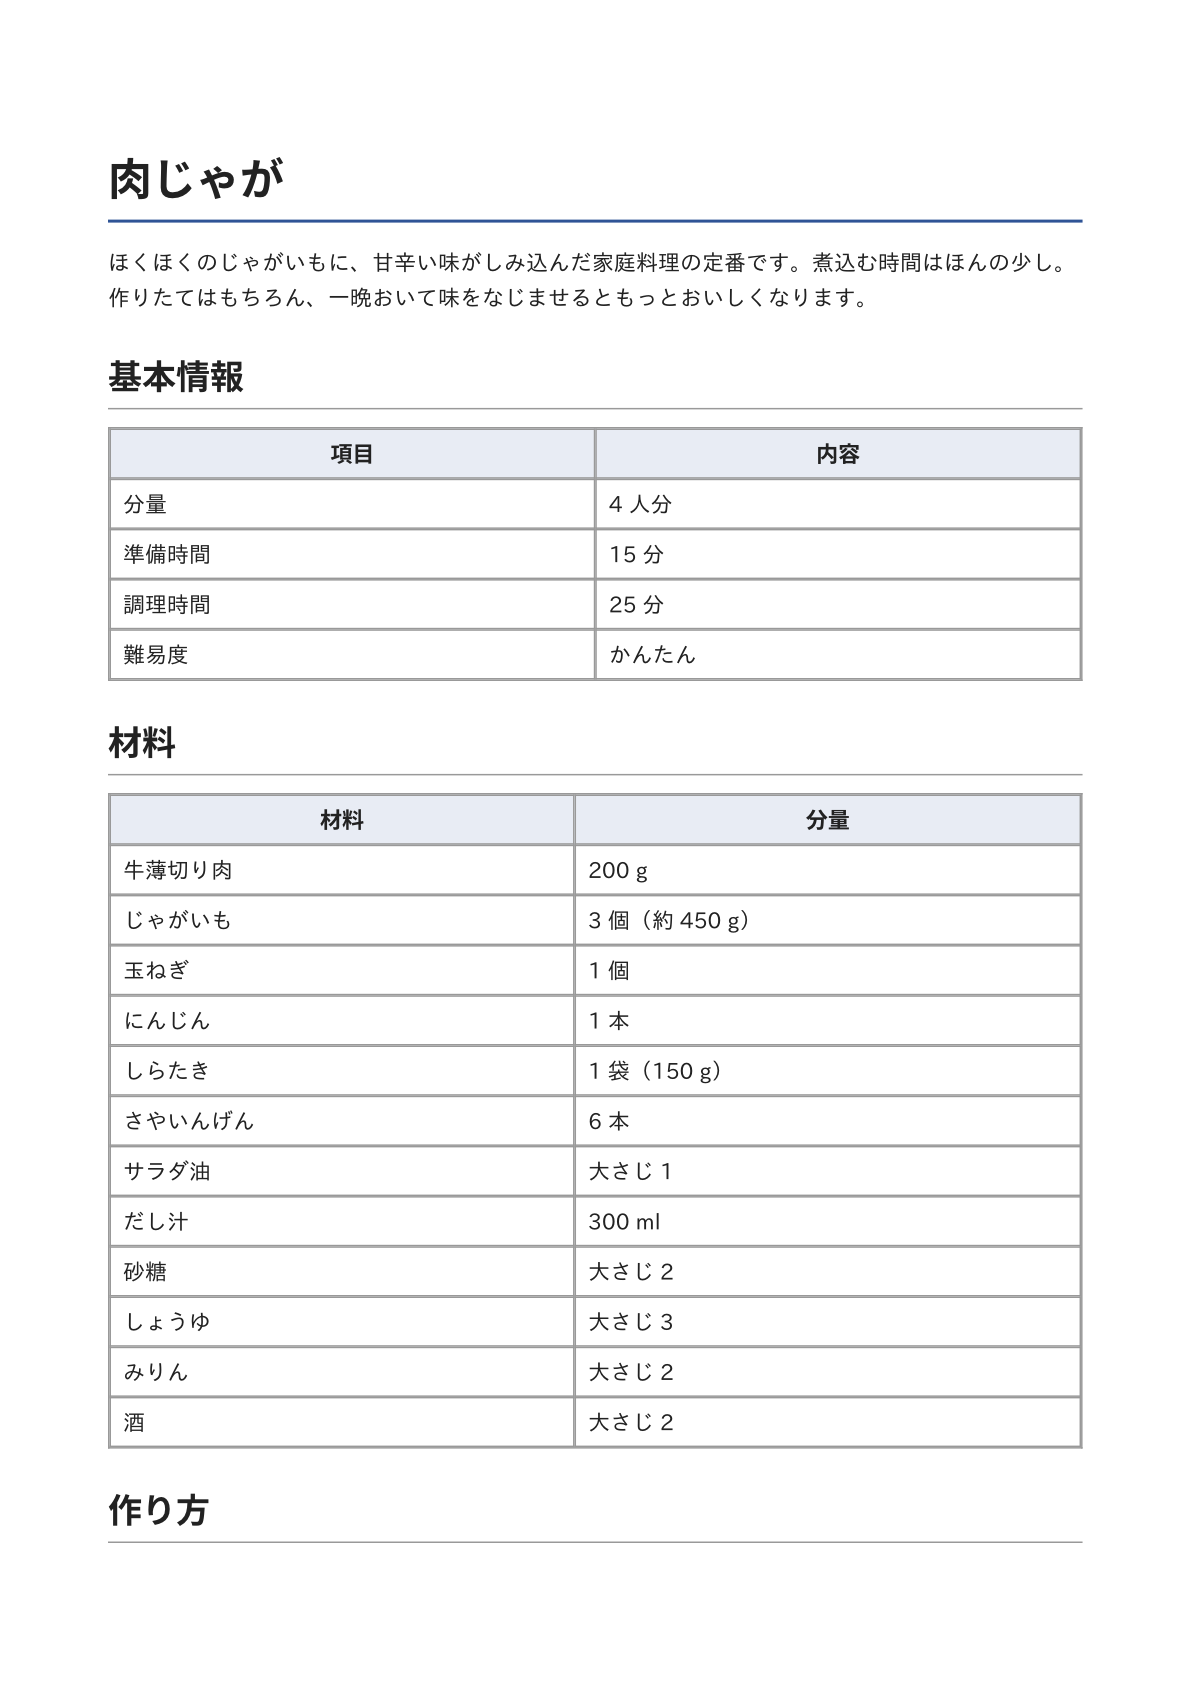 肉じゃが
ほくほくのじゃがいもに、甘辛い味がしみ込んだ家庭料理の定番です。煮込む時間はほんの少し。
作りたてはもちろん、一晩おいて味をなじませるともっとおいしくなります。
基本情報
項目 内容
分量 4 人分
準備時間 15 分
調理時間 25 分
難易度 かんたん
材料
材料 分量
牛薄切り肉 200 g
じゃがいも 3 個（約 450 g）
玉ねぎ 1 個
にんじん 1 本
しらたき 1 袋（150 g）
さやいんげん 6 本
サラダ油 大さじ 1
だし汁 300 ml
砂糖 大さじ 2
しょうゆ 大さじ 3
みりん 大さじ 2
酒 大さじ 2
作り方